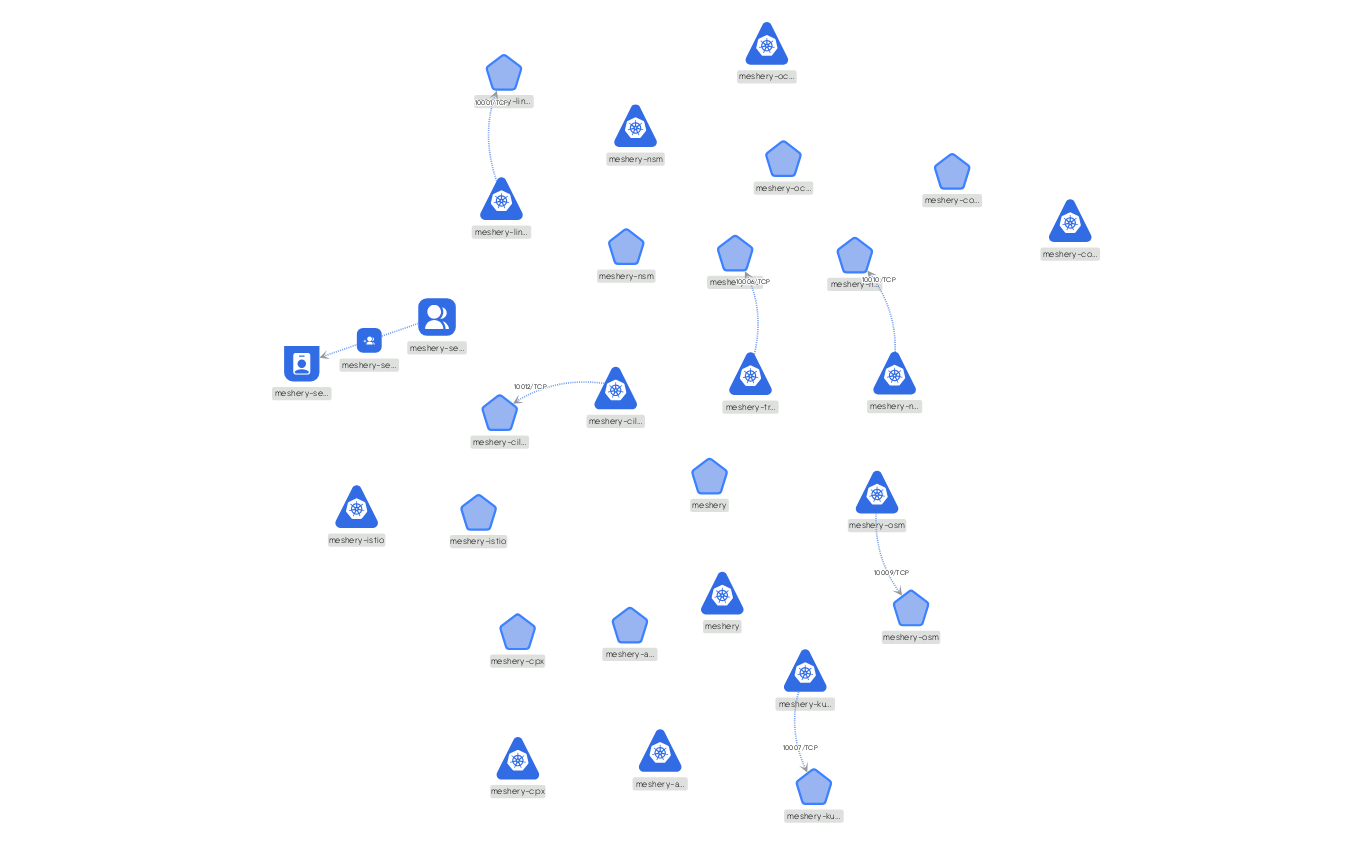 meshery-oc...
10001/TCP
y-lin...
meshery-nsm
meshery-oc...
meshery-co...
meshery-lin...
meshery-co...
meshery-nsm
meshe
10006/TCP
meshery-n...
10010/TCP
meshery-se...
meshery-se...
meshery-se...
10012/TCP
meshery-tr...
meshery-n...
meshery-cil...
meshery-cil...
meshery
meshery-osm
meshery-istio
meshery-istio
10009/TCP
meshery
meshery-osm
meshery-a...
meshery-cpx
meshery-ku...
10007/TCP
meshery-a...
meshery-cpx
meshery-ku...